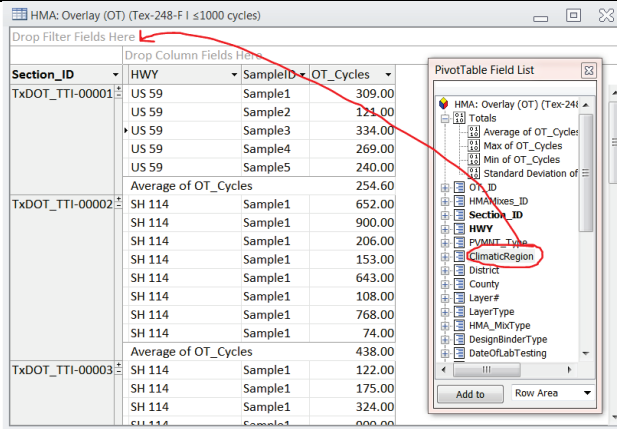 HMA: Overlay (OT) (Tex-248-F I ≤1000 cycles)
Drop Filter Fields Here
Drop Column Fields Here
Section_ID HWY SampleID OT_Cycles
TxDOT_TTI-00001 US 59 Sample1 309.00
US 59 Sample2 121.00
US 59 Sample3 334.00
US 59 Sample4 269.00
US 59 Sample5 240.00
Average of OT_Cycles 254.60
TxDOT_TTI-00002 SH 114 Sample1 652.00
SH 114 Sample1 900.00
SH 114 Sample1 206.00
SH 114 Sample1 153.00
SH 114 Sample1 643.00
SH 114 Sample1 108.00
SH 114 Sample1 768.00
SH 114 Sample1 74.00
Average of OT_Cycles 438.00
TxDOT_TTI-00003 SH 114 Sample1 122.00
SH 114 Sample1 175.00
SH 114 Sample1 324.00
SH 114 Sample1 900.00
PivotTable Field List
HMA: Overlay (OT) (Tex-248
Totals
Average of OT_Cycles
Max of OT_Cycles
Min of OT_Cycles
Standard Deviation of
OT_ID
HMAMixes_ID
Section_ID
HWY
PVMNT_Type
ClimaticRegion
District
County
Layer#
LayerType
HMA_MixType
DesignBinderType
DateOfLabTesting
Add to Row Area